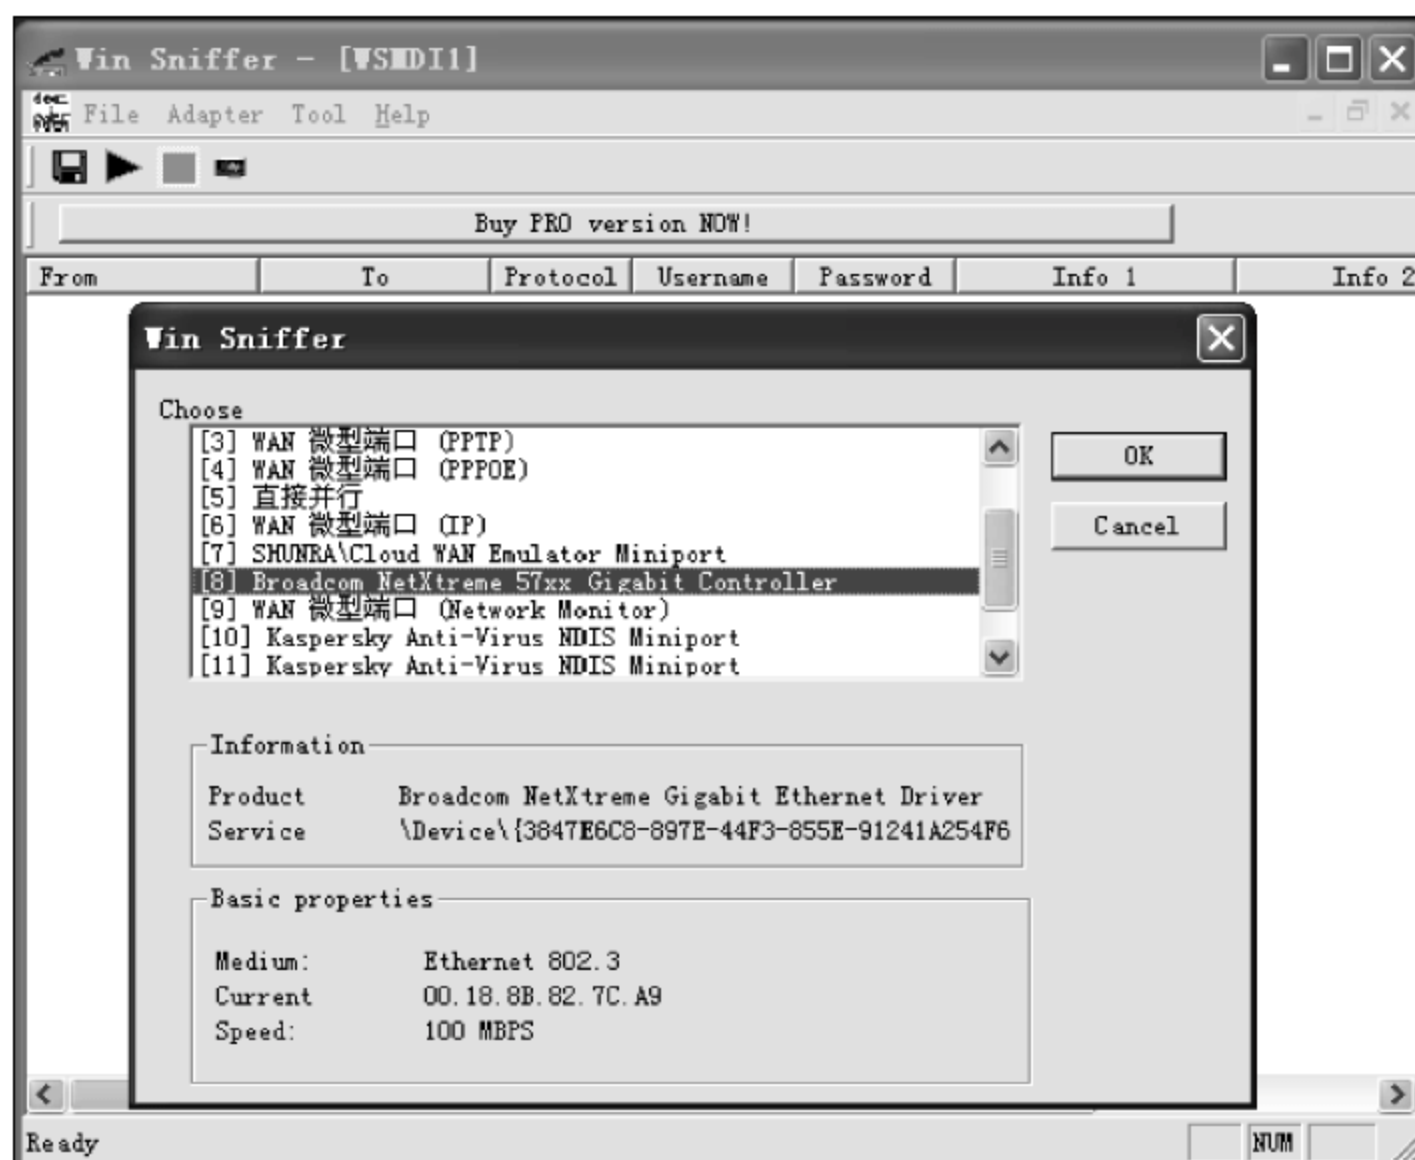 Win Sniffer - [WSMDI1]
File Adapter Tool Help
Buy PRO version NOW!
From To Protocol Username Password Info 1 Info 2
Win Sniffer
Choose
[3] WAN 微型端口 (PPTP)
[4] WAN 微型端口 (PPPOE)
[5] 直接并行
[6] WAN 微型端口 (IP)
[7] SHUNRA\Cloud WAN Emulator Miniport
[8] Broadcom NetXtreme 57xx Gigabit Controller
[9] WAN 微型端口 (Network Monitor)
[10] Kaspersky Anti-Virus NDIS Miniport
[11] Kaspersky Anti-Virus NDIS Miniport
OK
Cancel
Information
Product Broadcom NetXtreme Gigabit Ethernet Driver
Service \Device\{3847E6C8-897E-44F3-855E-91241A254F6
Basic properties
Medium: Ethernet 802.3
Current 00.18.8B.82.7C.A9
Speed: 100 MBPS
Ready NUM